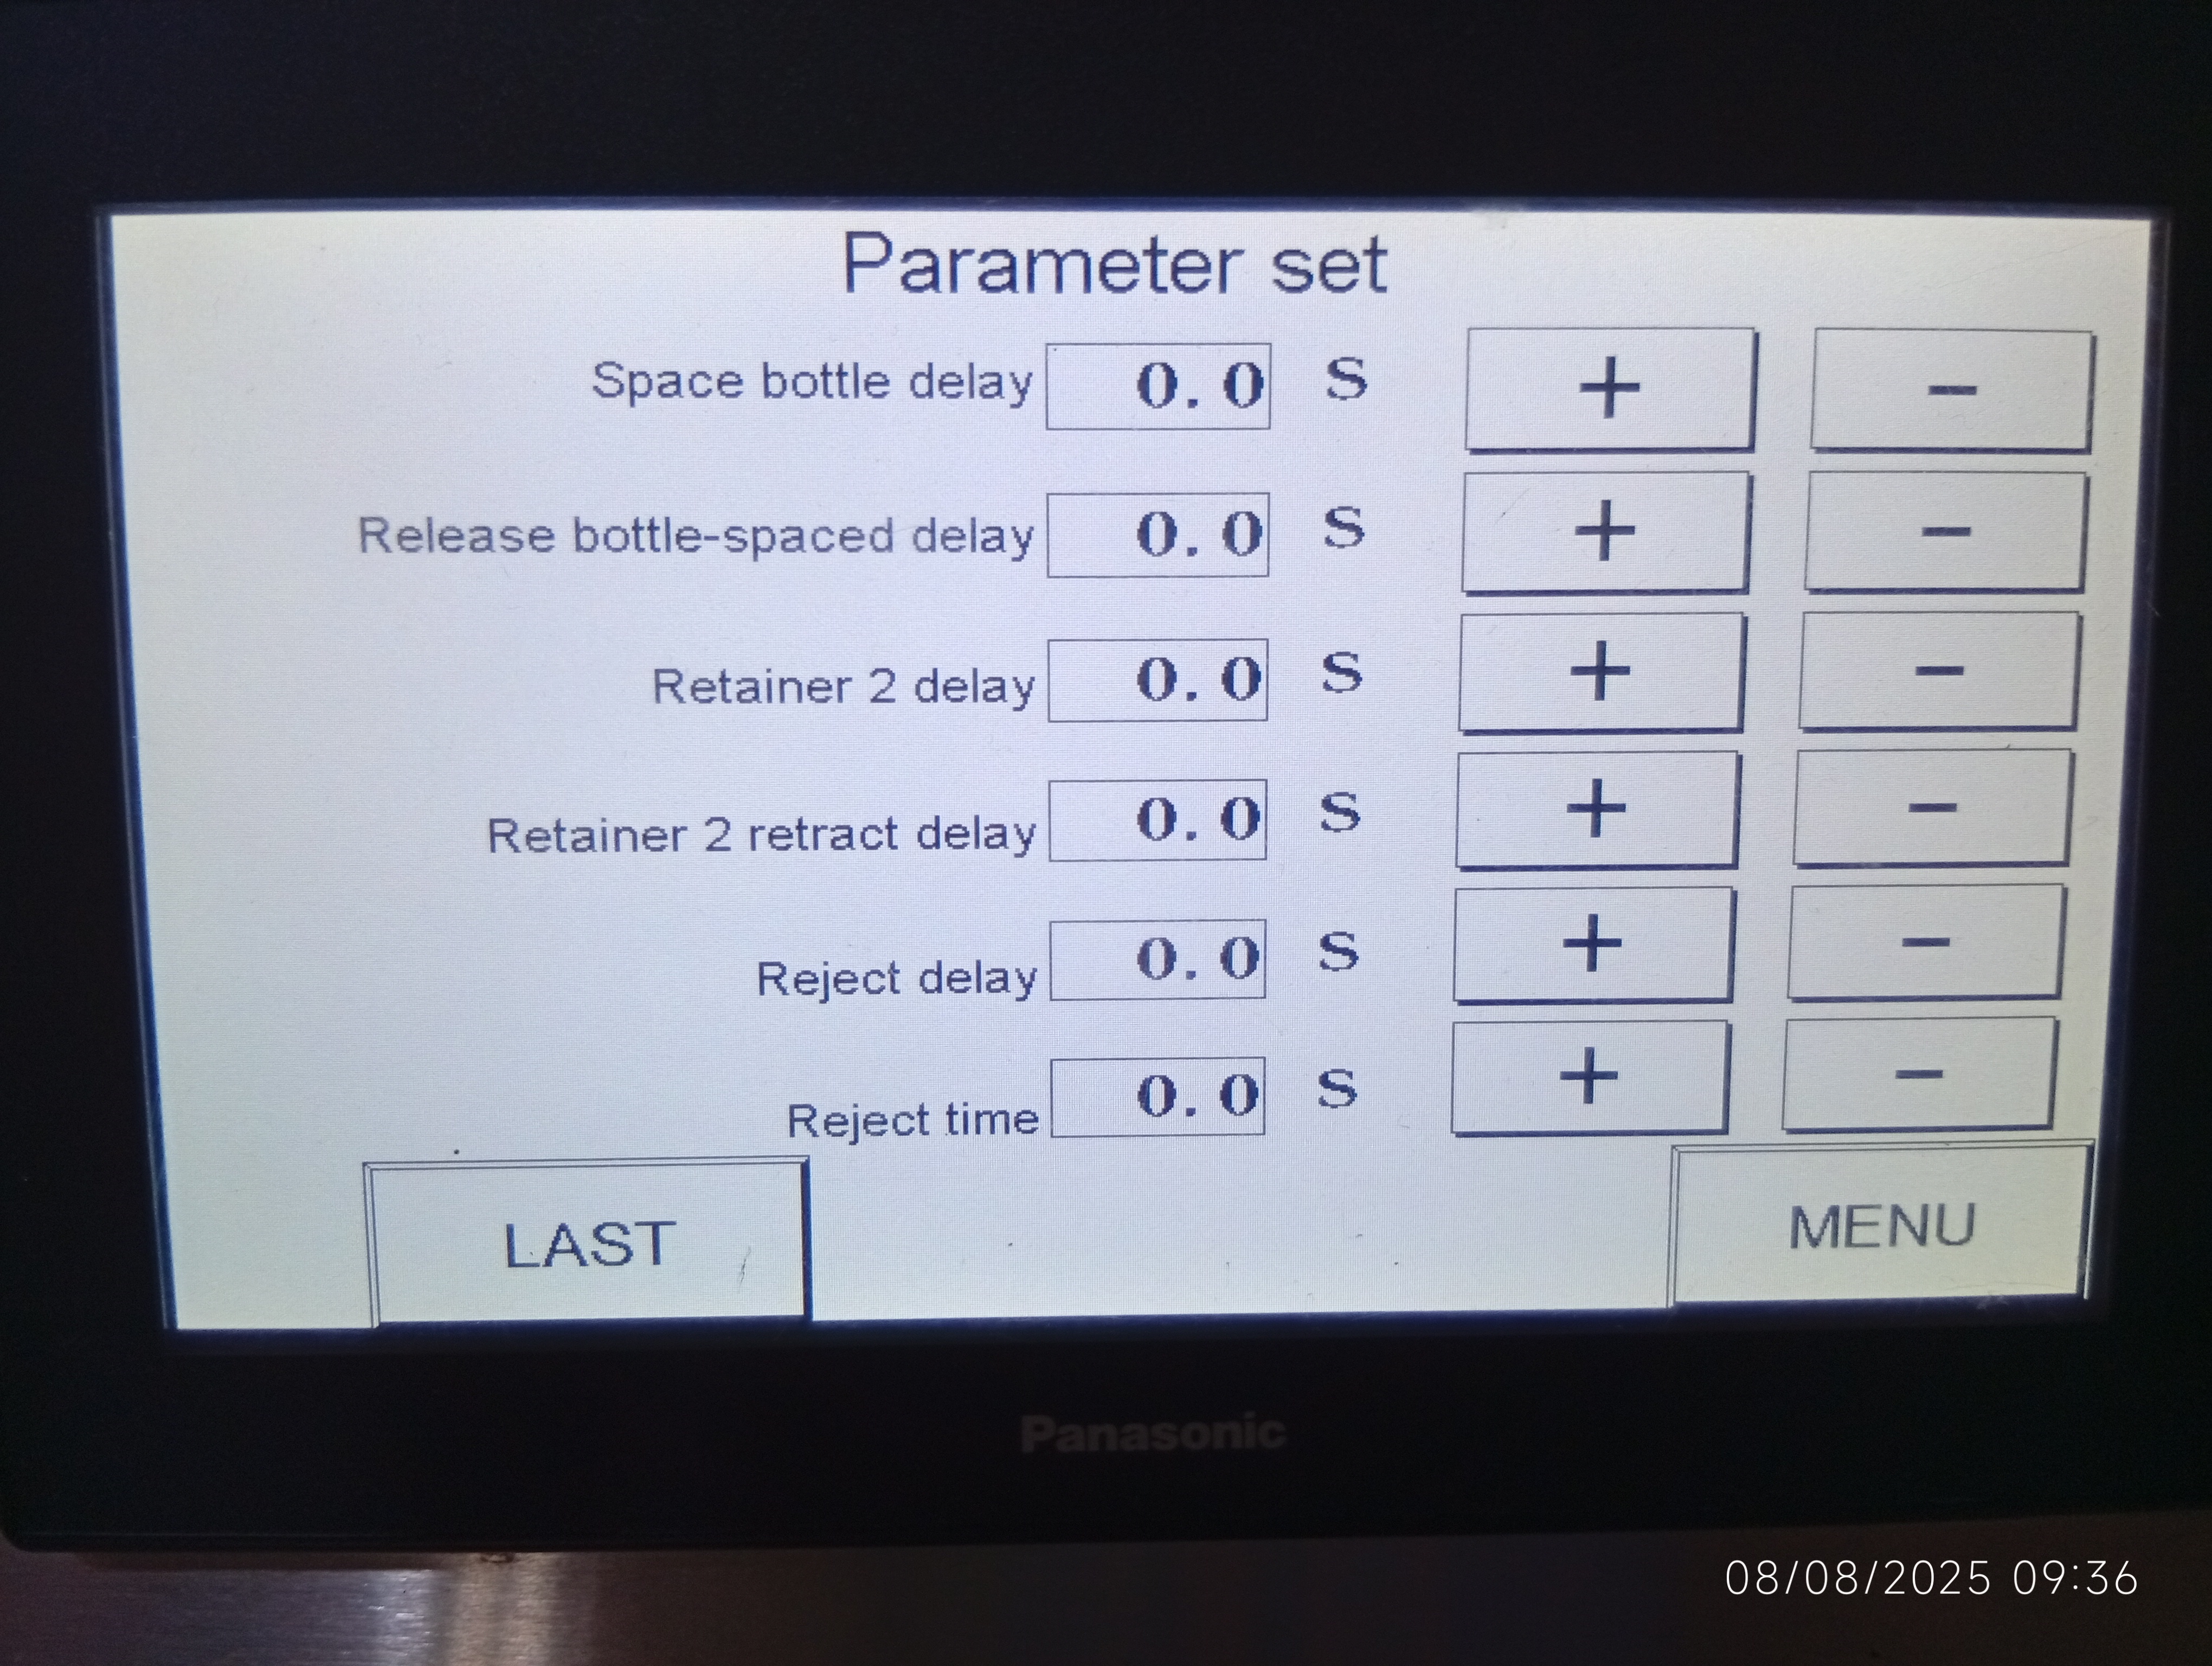 Parameter set
Space bottle delay 0.0 S + -
Release bottle-spaced delay 0.0 S + -
Retainer 2 delay 0.0 S + -
Retainer 2 retract delay 0.0 S + -
Reject delay 0.0 S + -
Reject time 0.0 S + -
LAST MENU
Panasonic
08/08/2025 09:36